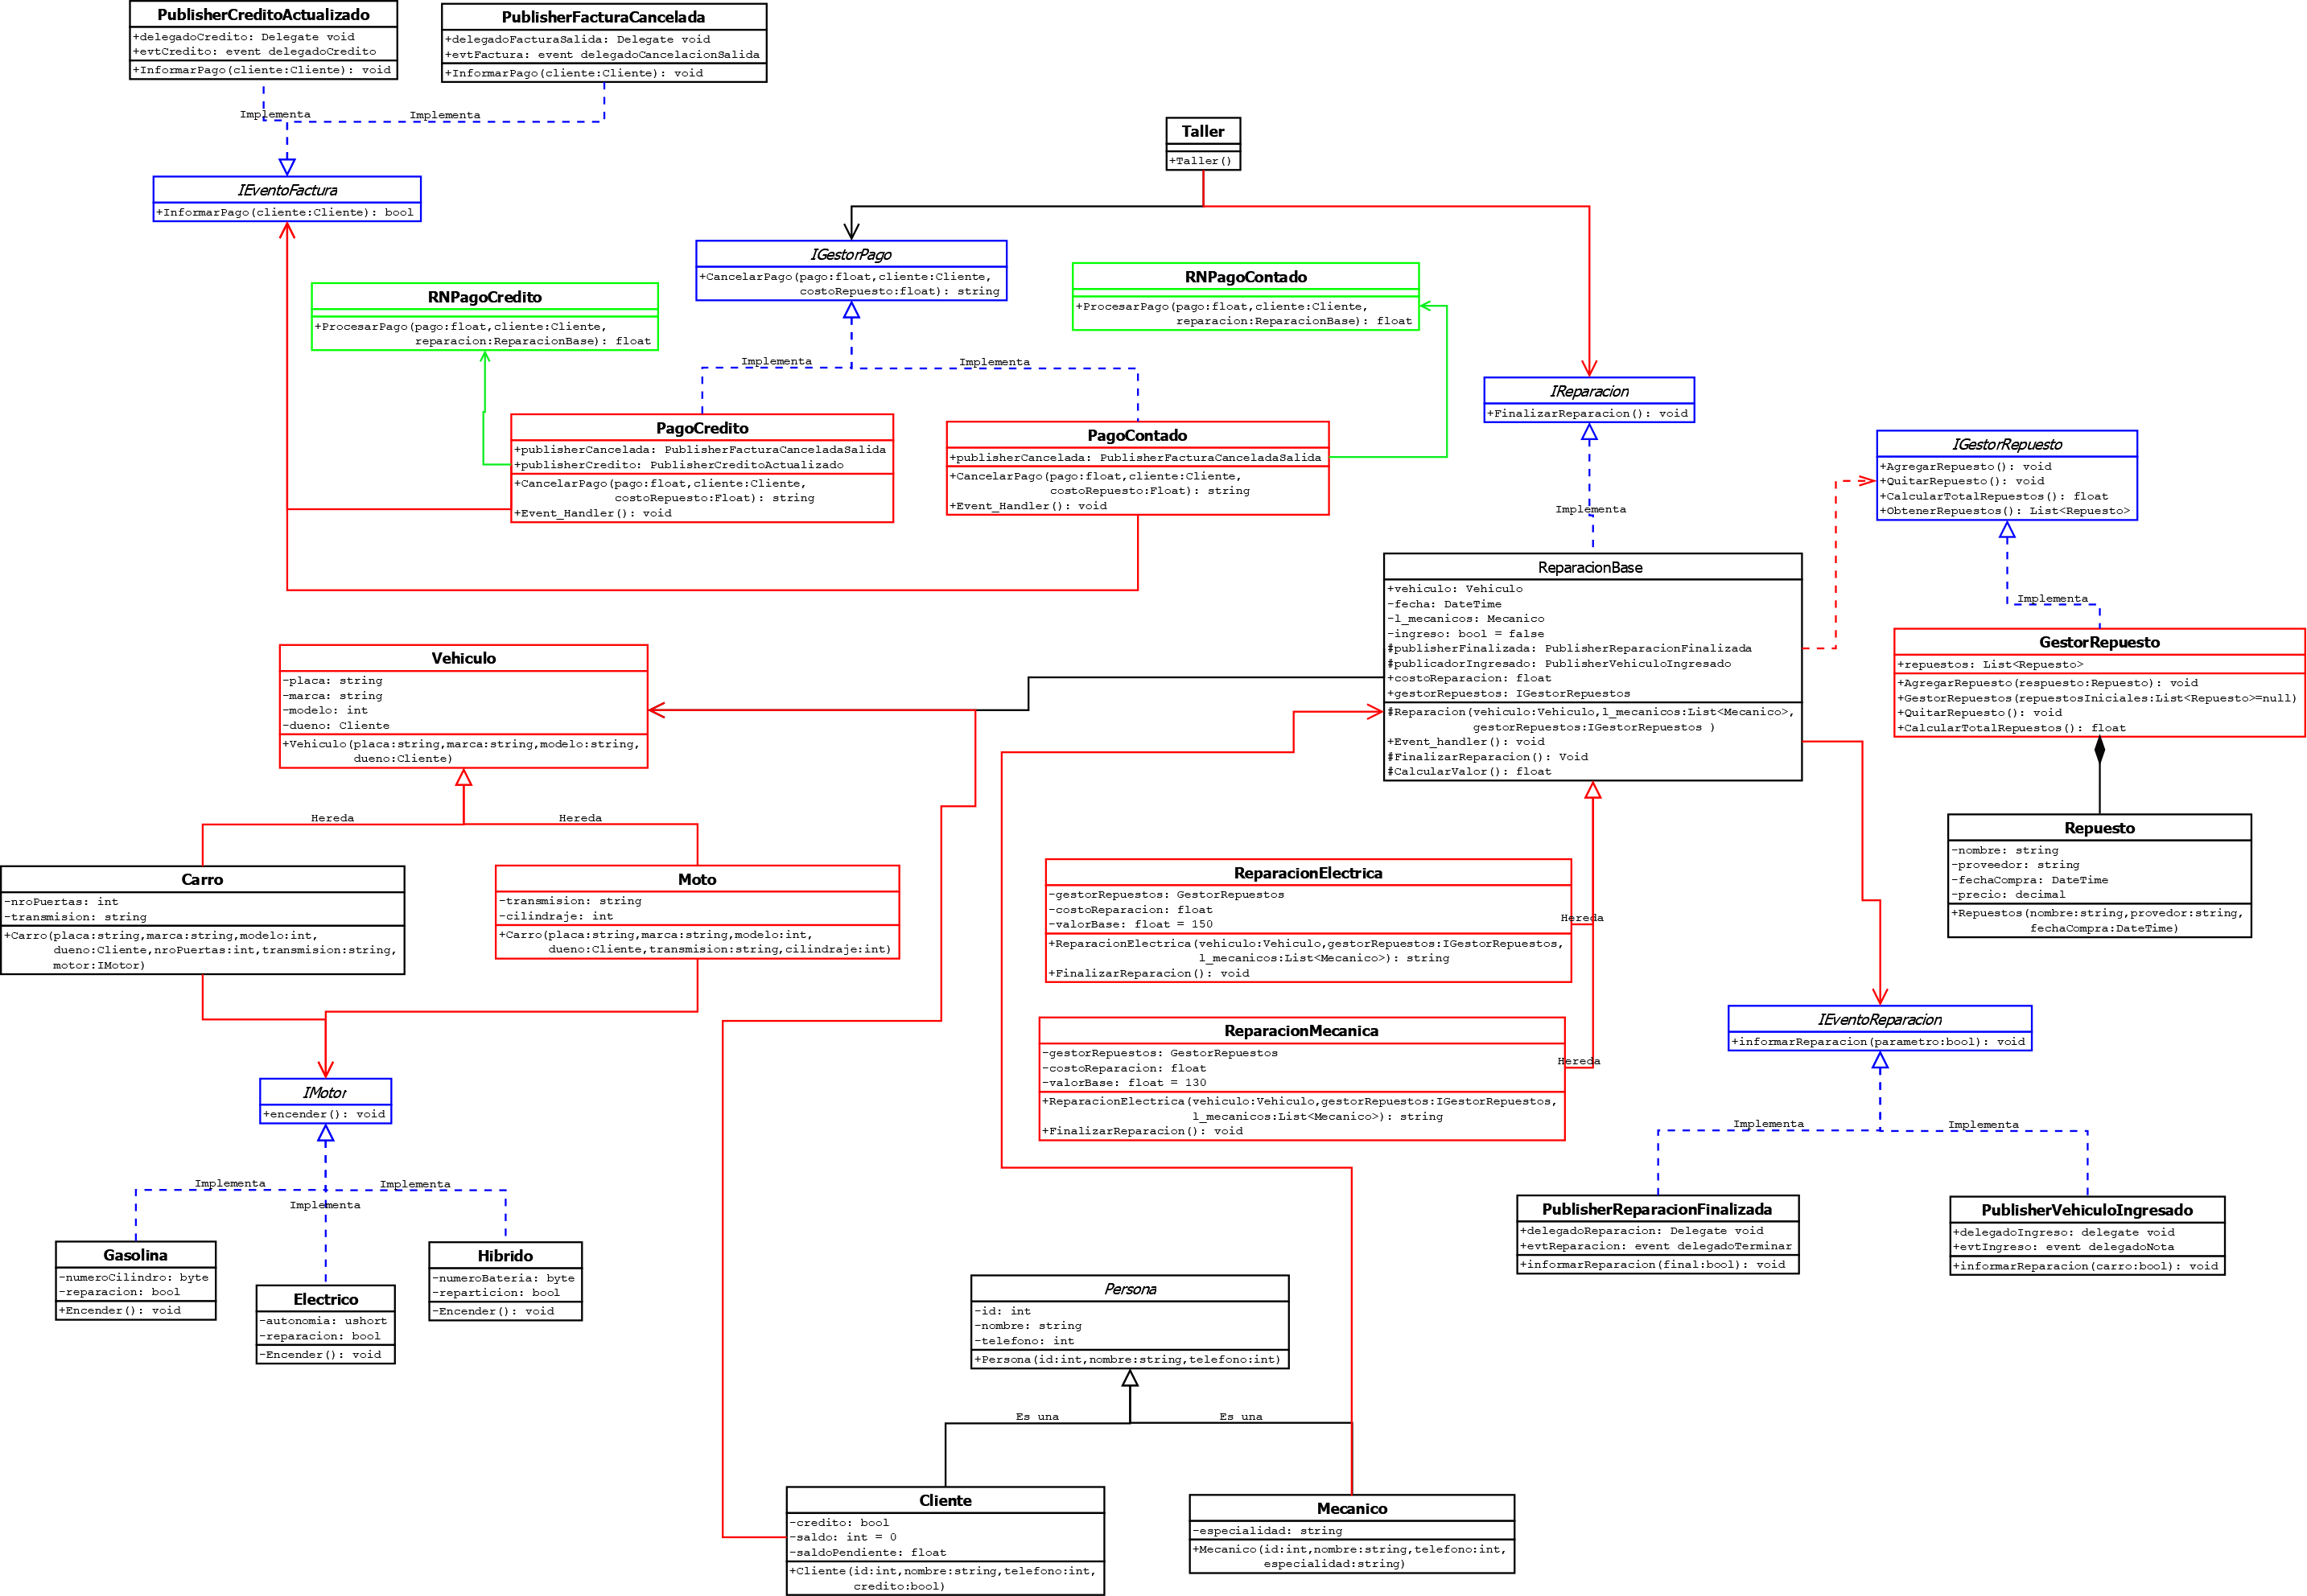 PublisherCreditoActualizado
+delegadoCredito: Delegate void
+evtCredito: event delegadoCredito
+InformarPago(cliente:Cliente): void
PublisherFacturaCancelada
+delegadoFacturaSalida: Delegate void
+evtFactura: event delegadoCancelacionSalida
+InformarPago(cliente:Cliente): void
Implementa
Implementa
IEventoFactura
+InformarPago(cliente:Cliente): bool
Taller
+Taller()
IGestorPago
+CancelarPago(pago:float,cliente:Cliente,
costoRepuesto:float): string
RNPagoCredito
+ProcesarPago(pago:float,cliente:Cliente,
reparacion:ReparacionBase): float
RNPagoContado
+ProcesarPago(pago:float,cliente:Cliente,
reparacion:ReparacionBase): float
Implementa
Implementa
PagoCredito
+publisherCancelada: PublisherFacturaCanceladaSalida
+publisherCredito: PublisherCreditoActualizado
+CancelarPago(pago:float,cliente:Cliente,
costoRepuesto:Float): string
+Event_Handler(): void
PagoContado
+publisherCancelada: PublisherFacturaCanceladaSalida
+CancelarPago(pago:float,cliente:Cliente,
costoRepuesto:Float): string
+Event_Handler(): void
IReparacion
+FinalizarReparacion(): void
Implementa
IGestorRepuesto
+AgregarRepuesto(): void
+QuitarRepuesto(): void
+CalcularTotalRepuestos(): float
+ObtenerRepuestos(): List<Repuesto>
Implementa
ReparacionBase
+vehiculo: Vehiculo
-fecha: DateTime
-l_mecanicos: Mecanico
-ingreso: bool = false
#publisherFinalizada: PublisherReparacionFinalizada
#publicadorIngresado: PublisherVehiculoIngresado
+costoReparacion: float
+gestorRepuestos: IGestorRepuestos
#Reparacion(vehiculo:Vehiculo,l_mecanicos:List<Mecanico>,
gestorRepuestos:IGestorRepuestos )
+Event_handler(): void
#FinalizarReparacion(): Void
#CalcularValor(): float
GestorRepuesto
+repuestos: List<Repuesto>
+AgregarRepuesto(respuesto:Repuesto): void
+GestorRepuestos(repuestosIniciales:List<Repuesto>=null)
+QuitarRepuesto(): void
+CalcularTotalRepuestos(): float
Vehiculo
-placa: string
-marca: string
-modelo: int
-dueno: Cliente
+Vehiculo(placa:string,marca:string,modelo:string,
dueno:Cliente)
Hereda
Hereda
Carro
-nroPuertas: int
-transmision: string
+Carro(placa:string,marca:string,modelo:int,
dueno:Cliente,nroPuertas:int,transmision:string,
motor:IMotor)
Moto
-transmision: string
-cilindraje: int
+Carro(placa:string,marca:string,modelo:int,
dueno:Cliente,transmision:string,cilindraje:int)
ReparacionElectrica
-gestorRepuestos: GestorRepuestos
-costoReparacion: float
-valorBase: float = 150
+ReparacionElectrica(vehiculo:Vehiculo,gestorRepuestos:IGestorRepuestos,
l_mecanicos:List<Mecanico>): string
+FinalizarReparacion(): void
Hereda
Repuesto
-nombre: string
-proveedor: string
-fechaCompra: DateTime
-precio: decimal
+Repuestos(nombre:string,provedor:string,
fechaCompra:DateTime)
ReparacionMecanica
-gestorRepuestos: GestorRepuestos
-costoReparacion: float
-valorBase: float = 130
+ReparacionElectrica(vehiculo:Vehiculo,gestorRepuestos:IGestorRepuestos,
l_mecanicos:List<Mecanico>): string
+FinalizarReparacion(): void
Hereda
IEventoReparacion
+informarReparacion(parametro:bool): void
Implementa
Implementa
IMotor
+encender(): void
Implementa
Implementa
Implementa
Gasolina
-numeroCilindro: byte
-reparacion: bool
+Encender(): void
Electrico
-autonomia: ushort
-reparacion: bool
-Encender(): void
Hibrido
-numeroBateria: byte
-reparticion: bool
-Encender(): void
PublisherReparacionFinalizada
+delegadoReparacion: Delegate void
+evtReparacion: event delegadoTerminar
+informarReparacion(final:bool): void
PublisherVehiculoIngresado
+delegadoIngreso: delegate void
+evtIngreso: event delegadoNota
+informarReparacion(carro:bool): void
Persona
-id: int
-nombre: string
-telefono: int
+Persona(id:int,nombre:string,telefono:int)
Es una
Es una
Cliente
-credito: bool
-saldo: int = 0
-saldoPendiente: float
+Cliente(id:int,nombre:string,telefono:int,
credito:bool)
Mecanico
-especialidad: string
+Mecanico(id:int,nombre:string,telefono:int,
especialidad:string)